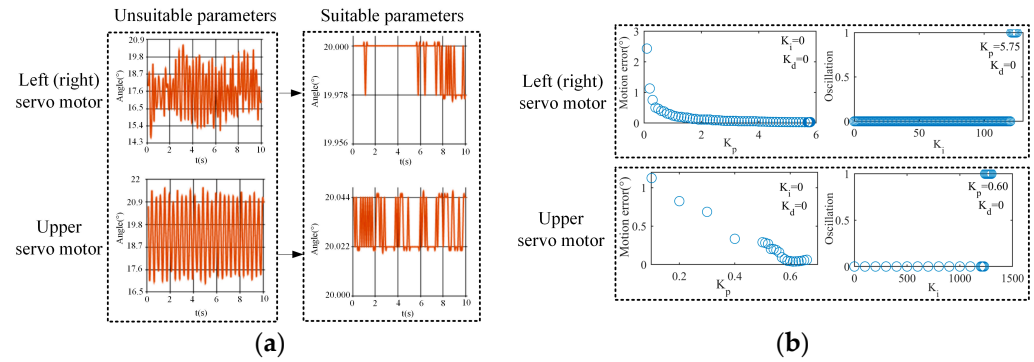 Unsuitable parameters
Suitable parameters
Left (right)
servo motor
Angle(°)
20.9
19.8
18.7
17.6
16.5
15.4
14.3
0 2 4 6 8 10
t(s)
Angle(°)
20.000
19.978
19.956
0 2 4 6 8 10
t(s)
Upper
servo motor
Angle(°)
22
20.9
19.8
18.7
17.6
16.5
0 2 4 6 8 10
t(s)
Angle(°)
20.044
20.022
20.000
0 2 4 6 8 10
t(s)
(a)
Left (right)
servo motor
Motion error(°)
3
2
1
0
0 2 4 6
Kp
Ki=0
Kd=0
Oscillation
1
0.5
0
0 100
Ki
Kp=5.75
Kd=0
Upper
servo motor
Motion error(°)
1
0.5
0
0.2 0.4 0.6
Kp
Ki=0
Kd=0
Oscillation
1
0.5
0
0 500 1000 1500
Ki
Kp=0.60
Kd=0
(b)